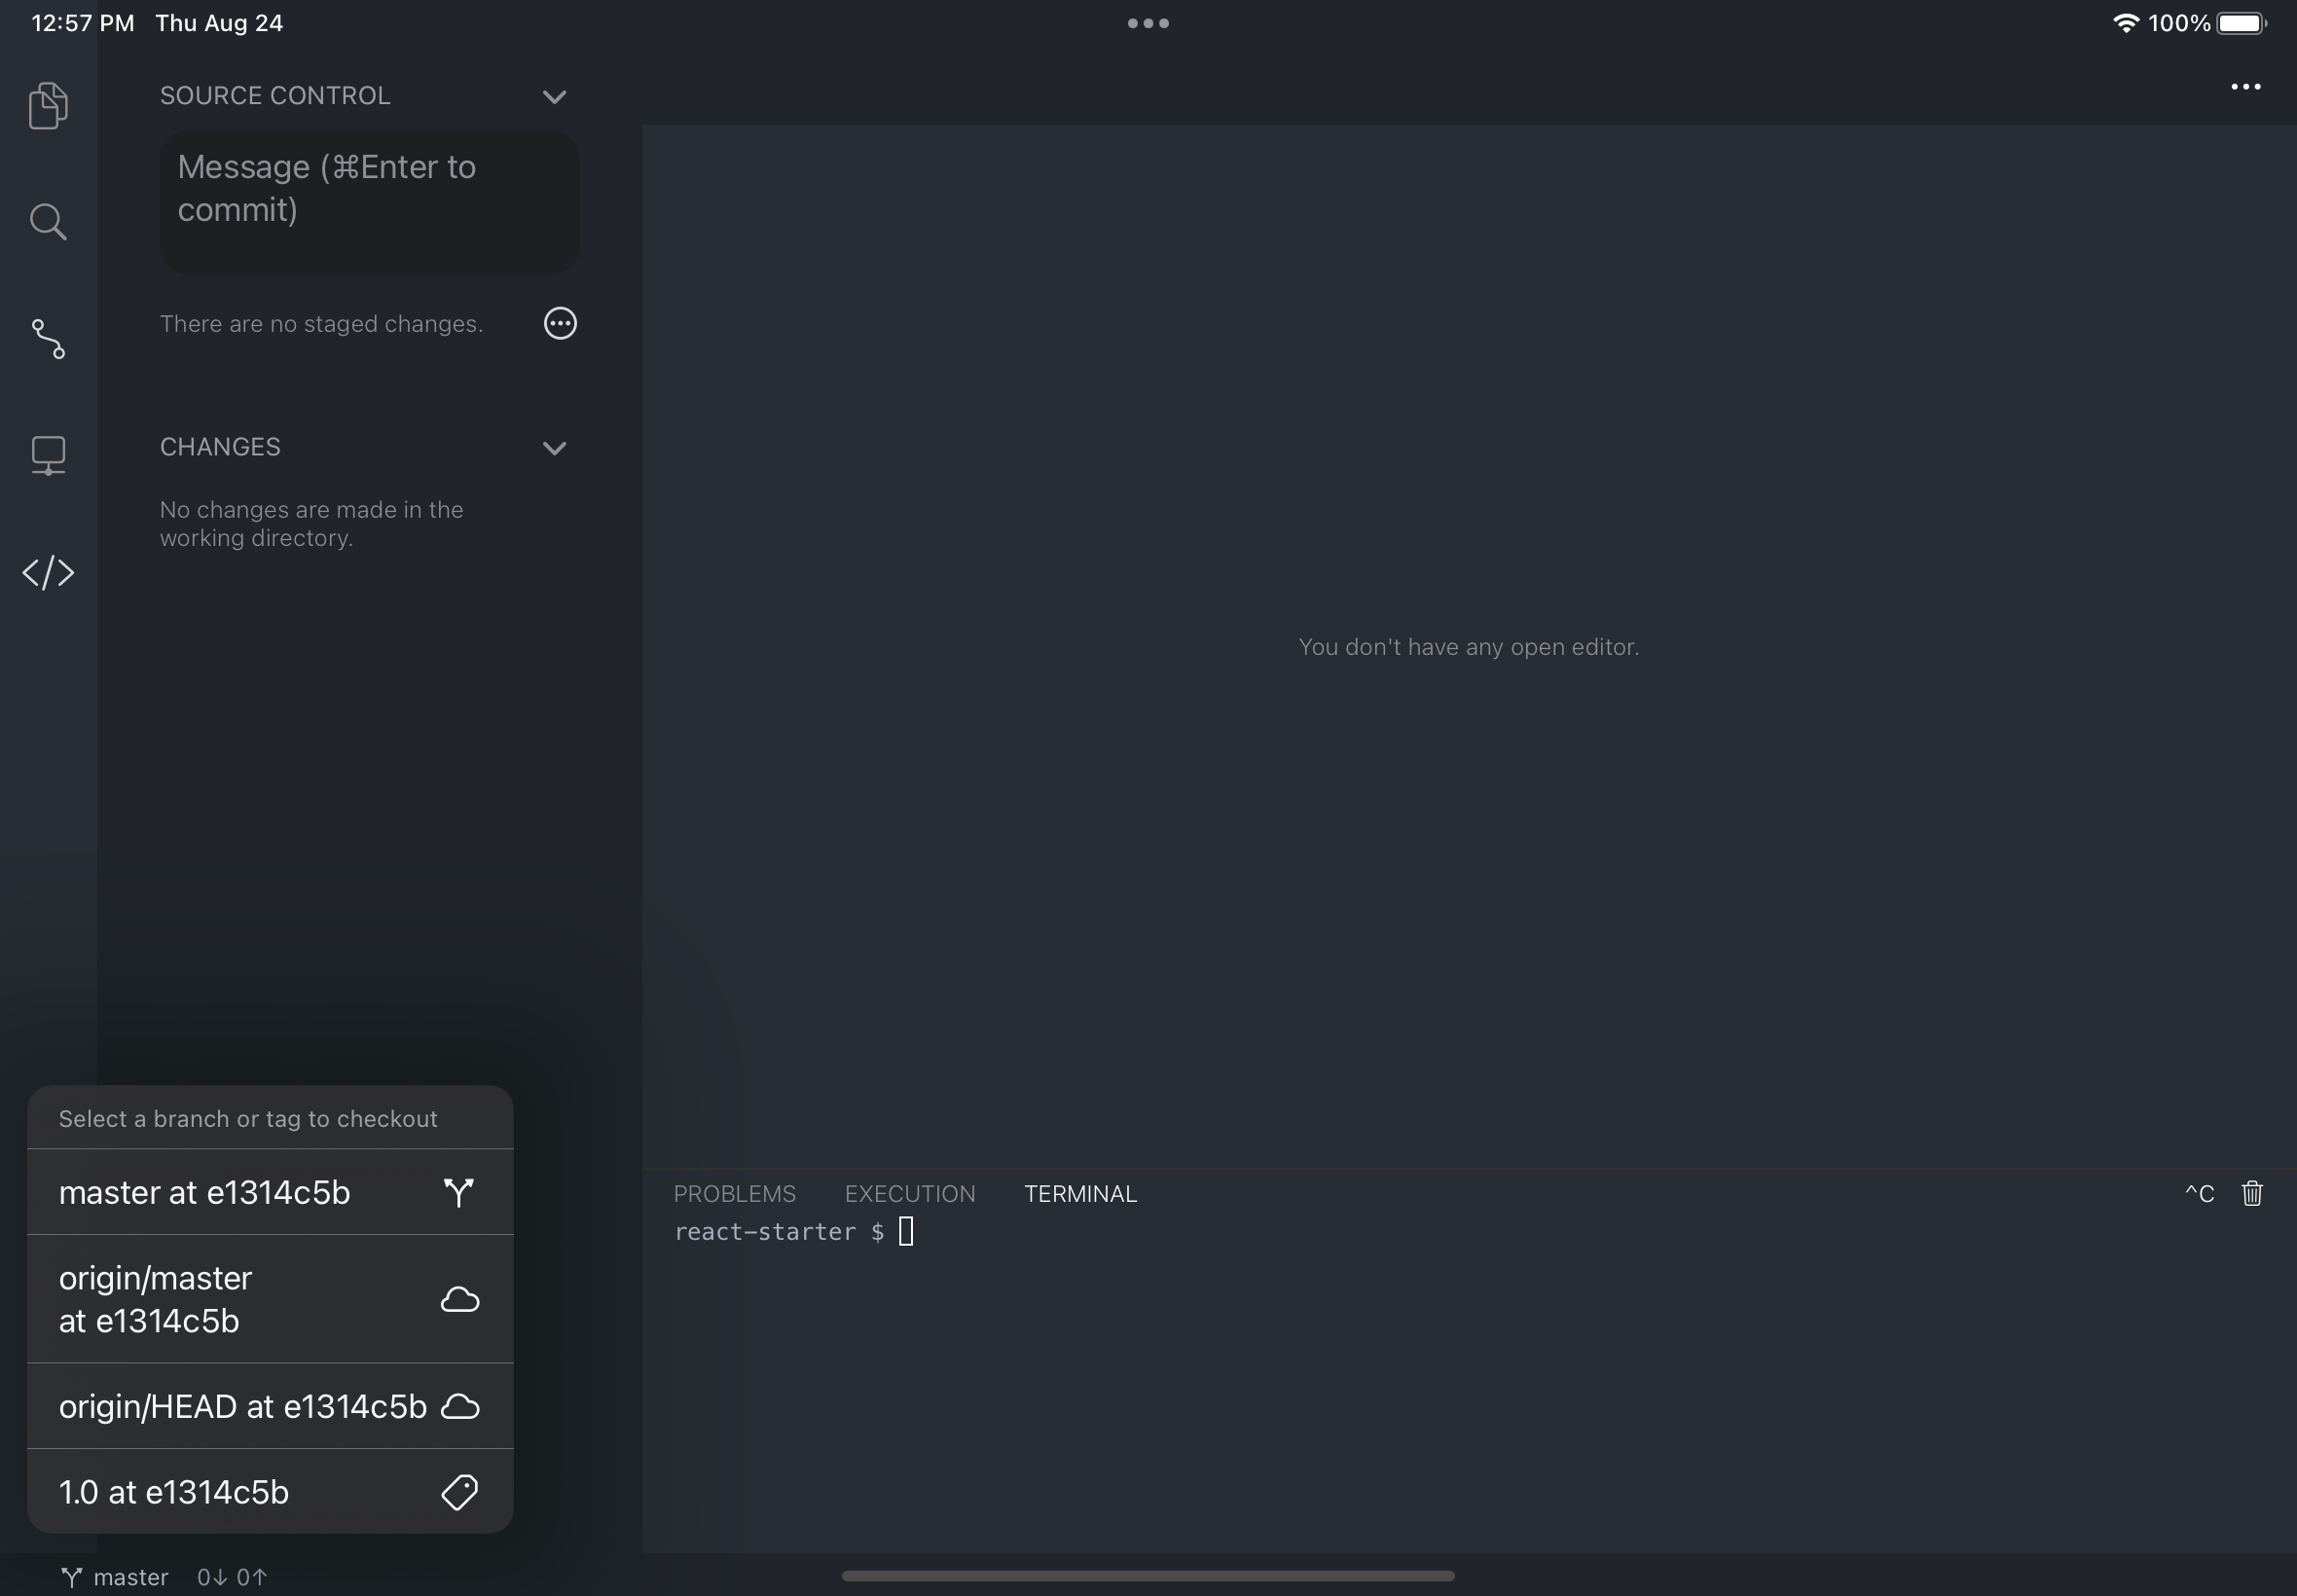 12:57 PM Thu Aug 24
100%
SOURCE CONTROL
Message (⌘Enter to
commit)
There are no staged changes.
CHANGES
No changes are made in the
working directory.
You don't have any open editor.
Select a branch or tag to checkout
master at e1314c5b
origin/master
at e1314c5b
origin/HEAD at e1314c5b
1.0 at e1314c5b
PROBLEMS EXECUTION TERMINAL ^C
react-starter $
master 0↓ 0↑